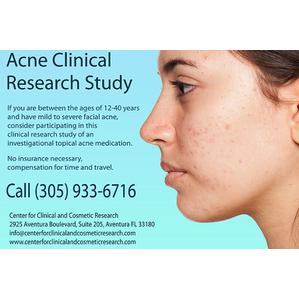 Acne Clinical
Research Study
If you are between the ages of 12-40 years
and have mild to severe facial acne,
consider participating in this
clinical research study of an
investigational topical acne medication.
No insurance necessary,
compensation for time and travel.
Call (305) 933-6716
Center for Clinical and Cosmetic Research
2925 Aventura Boulevard, Suite 205, Aventura FL 33180
info@centerforclinicalandcosmeticresearch.com
www.centerforclinicalandcosmeticresearch.com